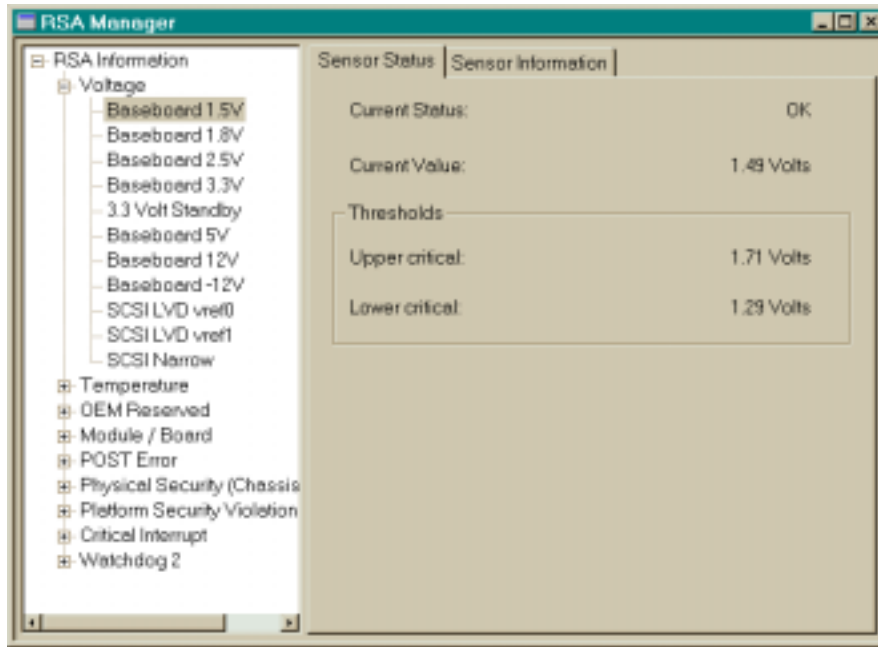 RSA Manager
RSA Information
Voltage
Baseboard 1.5V
Baseboard 1.8V
Baseboard 2.5V
Baseboard 3.3V
3.3 Volt Standby
Baseboard 5V
Baseboard 12V
Baseboard -12V
SCSI LVD vref0
SCSI LVD vref1
SCSI Narrow
Temperature
OEM Reserved
Module / Board
POST Error
Physical Security (Chassis
Platform Security Violation
Critical Interrupt
Watchdog 2
Sensor Status Sensor Information
Current Status: OK
Current Value: 1.49 Volts
Thresholds
Upper critical: 1.71 Volts
Lower critical: 1.29 Volts